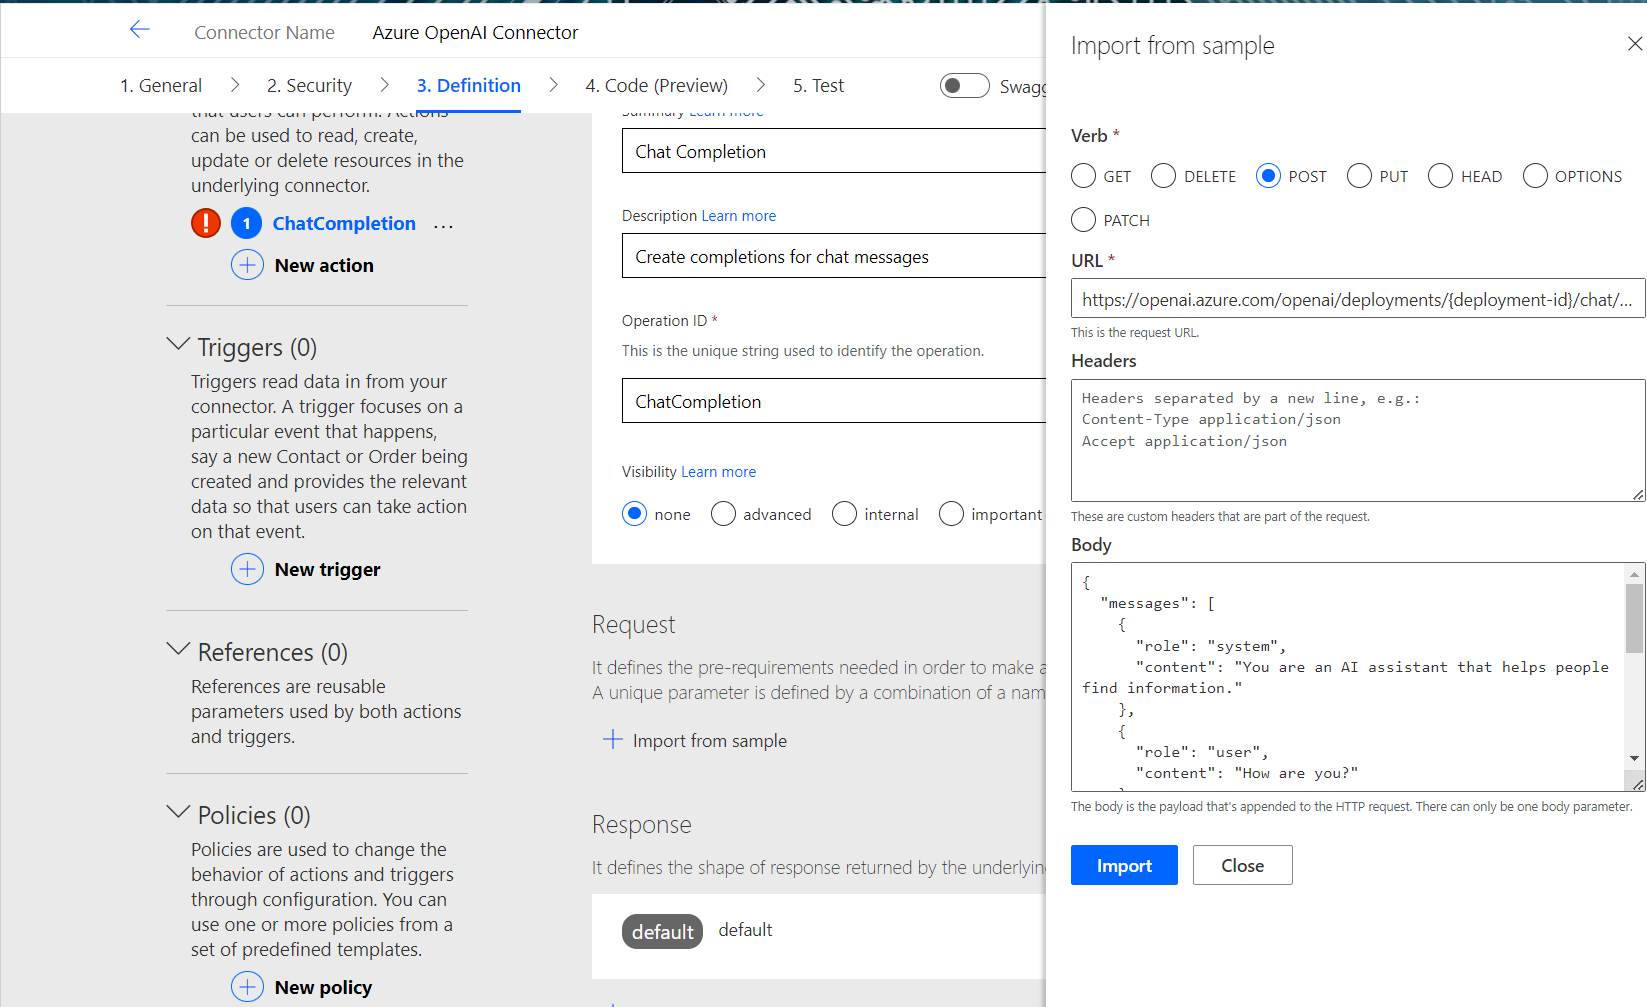 Connector Name Azure OpenAI Connector
1. General 2. Security 3. Definition 4. Code (Preview) 5. Test Swagg
that users can perform. Actions
can be used to read, create,
update or delete resources in the
underlying connector.
! 1 ChatCompletion ...
New action
Triggers (0)
Triggers read data in from your
connector. A trigger focuses on a
particular event that happens,
say a new Contact or Order being
created and provides the relevant
data so that users can take action
on that event.
New trigger
References (0)
References are reusable
parameters used by both actions
and triggers.
Policies (0)
Policies are used to change the
behavior of actions and triggers
through configuration. You can
use one or more policies from a
set of predefined templates.
New policy
Summary Learn more
Chat Completion
Description Learn more
Create completions for chat messages
Operation ID *
This is the unique string used to identify the operation.
ChatCompletion
Visibility Learn more
none advanced internal important
Request
It defines the pre-requirements needed in order to make a
A unique parameter is defined by a combination of a nam
Import from sample
Response
It defines the shape of response returned by the underlyin
default default
Import from sample
Verb *
GET DELETE POST PUT HEAD OPTIONS
PATCH
URL *
https://openai.azure.com/openai/deployments/{deployment-id}/chat/...
This is the request URL.
Headers
Headers separated by a new line, e.g.:
Content-Type application/json
Accept application/json
These are custom headers that are part of the request.
Body
{
"messages": [
{
"role": "system",
"content": "You are an AI assistant that helps people
find information."
},
{
"role": "user",
"content": "How are you?"
The body is the payload that's appended to the HTTP request. There can only be one body parameter.
Import Close